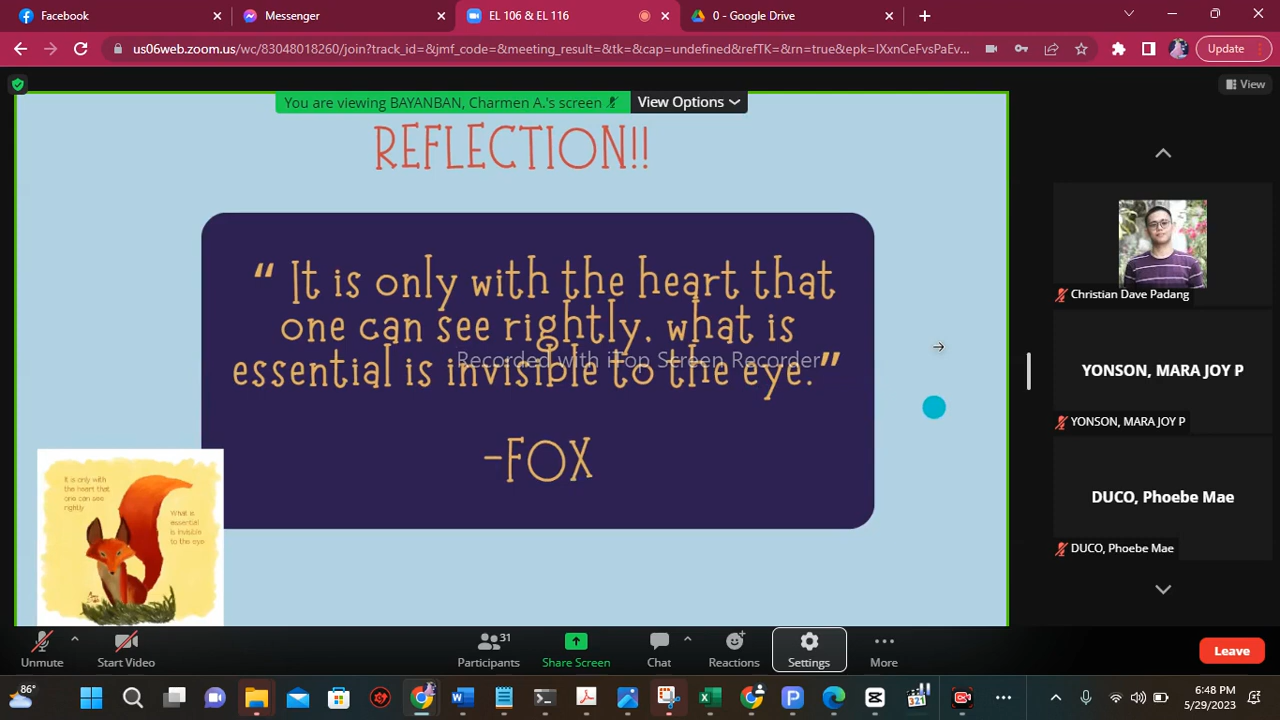 Facebook
Messenger
EL 106 & EL 116
0 - Google Drive
us06web.zoom.us/wc/83048018260/join?track_id=&jmf_code=&meeting_result=&tk=&cap=undefined&refTK=&rn=true&epk=IXxnCeFvsPaEv...
Update
You are viewing BAYANBAN, Charmen A.'s screen
View Options
View
REFLECTION!!
“ It is only with the heart that
one can see rightly, what is
essential is invisible to the eye.”
Recorded with iTop Screen Recorder
-FOX
It is only with
the heart that
one can see
rightly
What is
essential
is invisible
to the eye
Christian Dave Padang
YONSON, MARA JOY P
YONSON, MARA JOY P
DUCO, Phoebe Mae
DUCO, Phoebe Mae
Unmute
Start Video
31
Participants
Share Screen
Chat
Reactions
Settings
More
Leave
86°
321
6:48 PM
5/29/2023